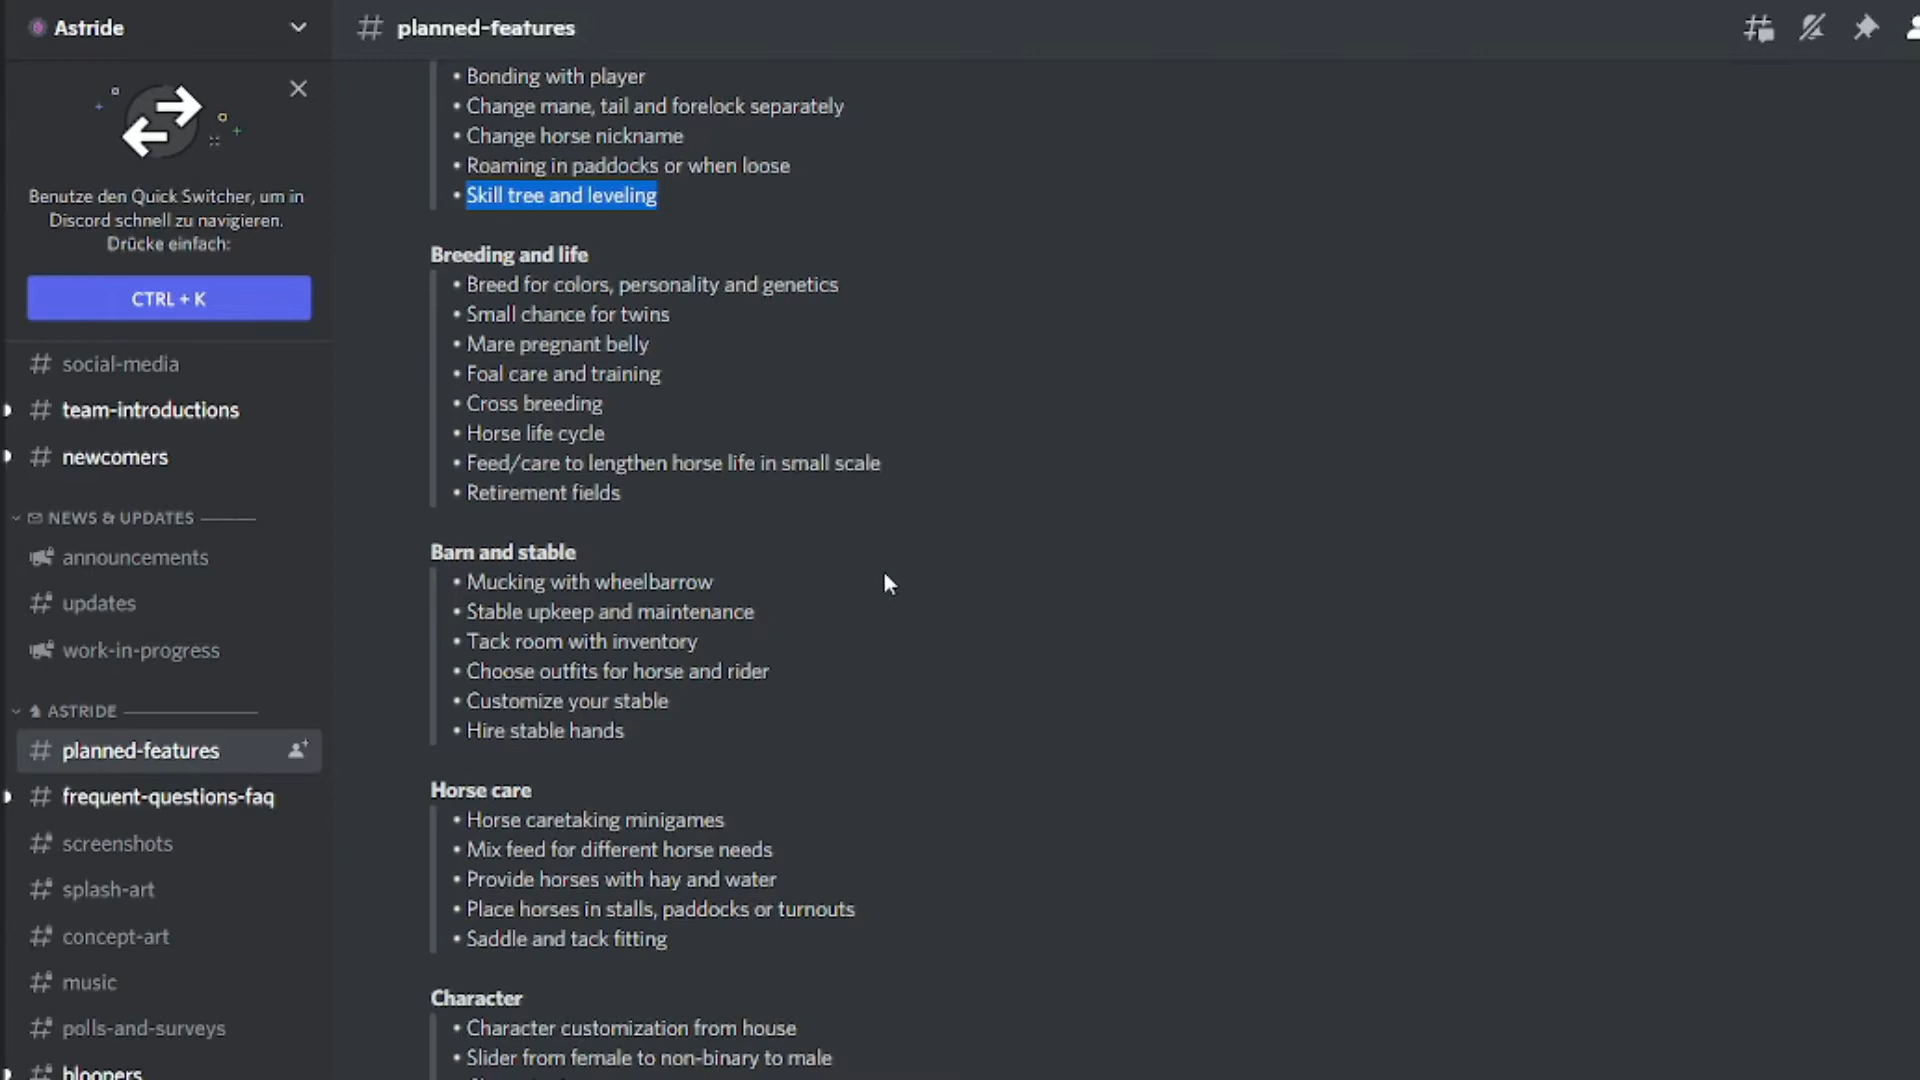 Astride
Benutze den Quick Switcher, um in
Discord schnell zu navigieren.
Drücke einfach:
CTRL + K
# social-media
# team-introductions
# newcomers
NEWS & UPDATES
announcements
# updates
work-in-progress
ASTRIDE
# planned-features
# frequent-questions-faq
# screenshots
# splash-art
# concept-art
# music
# polls-and-surveys
# bloopers
# planned-features
• Bonding with player
• Change mane, tail and forelock separately
• Change horse nickname
• Roaming in paddocks or when loose
• Skill tree and leveling
Breeding and life
• Breed for colors, personality and genetics
• Small chance for twins
• Mare pregnant belly
• Foal care and training
• Cross breeding
• Horse life cycle
• Feed/care to lengthen horse life in small scale
• Retirement fields
Barn and stable
• Mucking with wheelbarrow
• Stable upkeep and maintenance
• Tack room with inventory
• Choose outfits for horse and rider
• Customize your stable
• Hire stable hands
Horse care
• Horse caretaking minigames
• Mix feed for different horse needs
• Provide horses with hay and water
• Place horses in stalls, paddocks or turnouts
• Saddle and tack fitting
Character
• Character customization from house
• Slider from female to non-binary to male